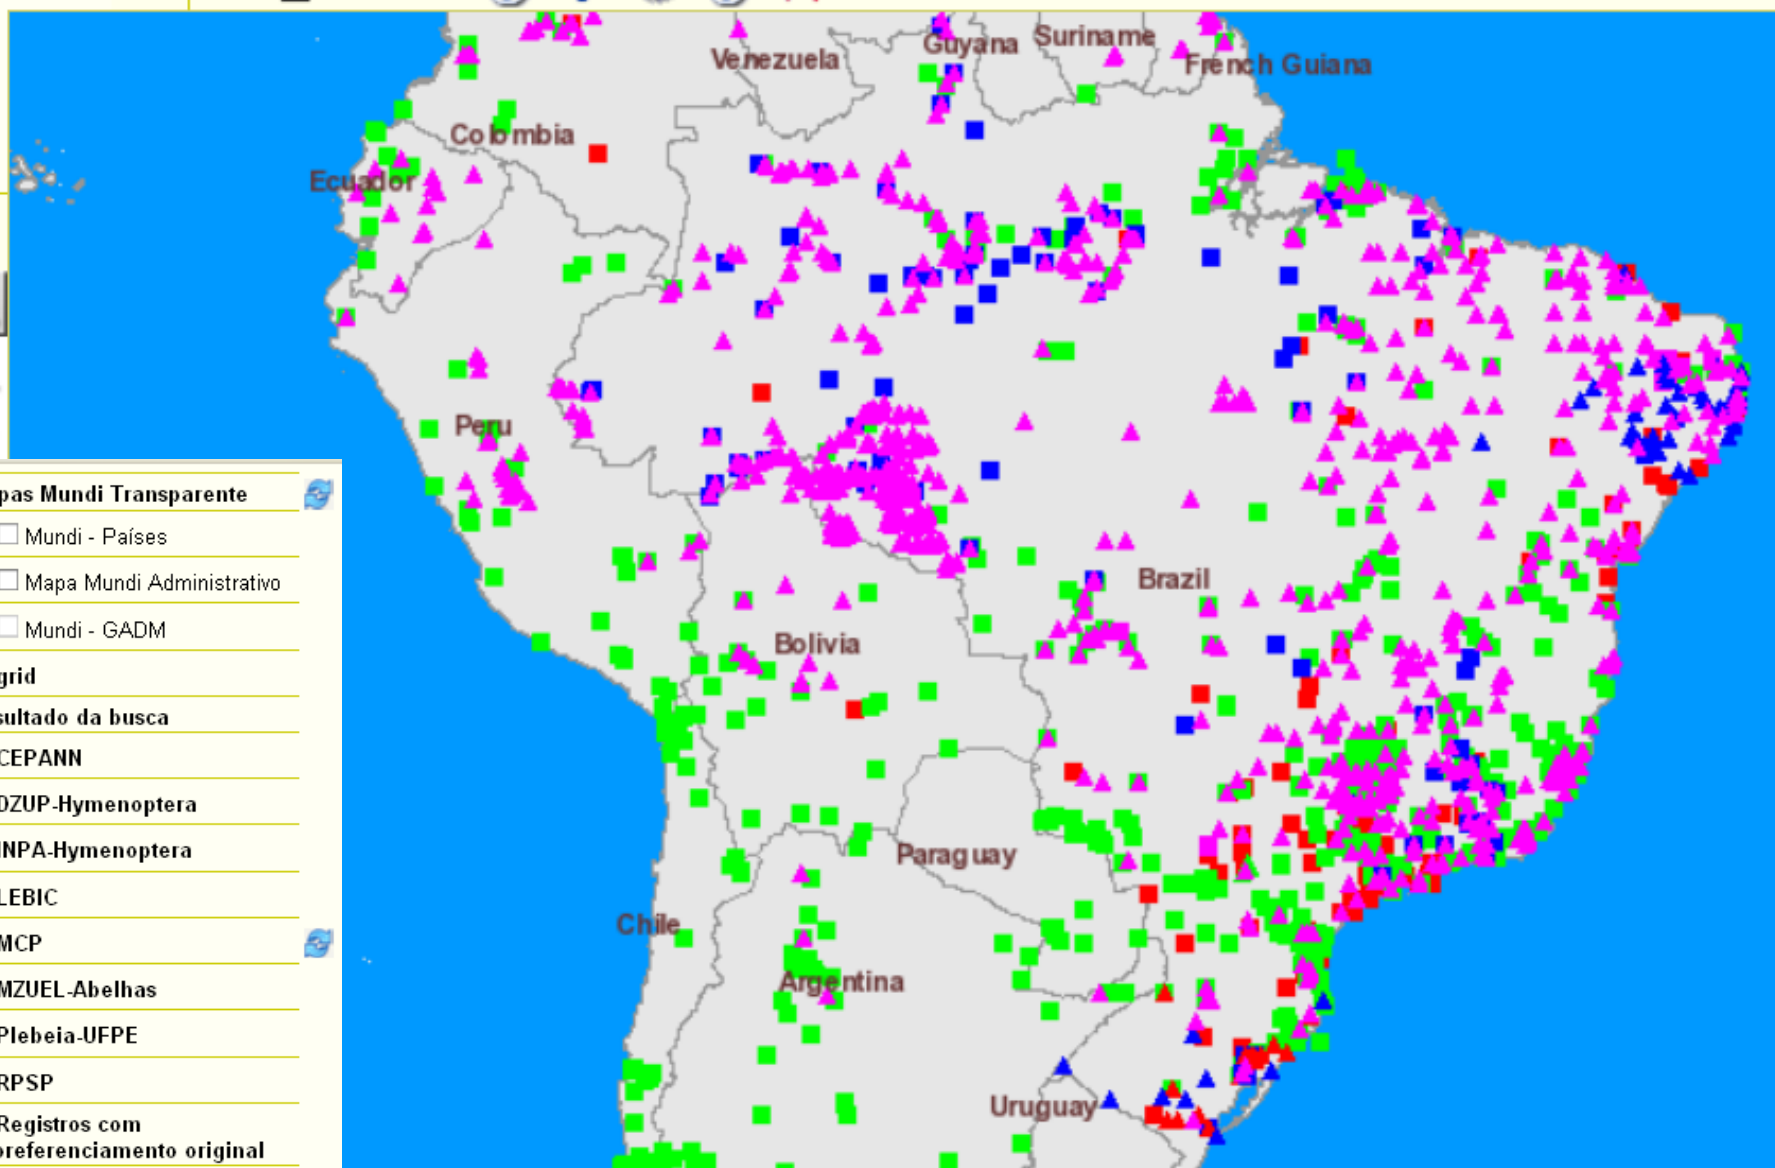 Venezuela
Guyana
Suriname
French Guiana
Colombia
Ecuador
Peru
Brazil
Bolivia
Paraguay
Chile
Argentina
Uruguay
pas Mundi Transparente
Mundi - Países
Mapa Mundi Administrativo
Mundi - GADM
grid
sultado da busca
CEPANN
DZUP-Hymenoptera
INPA-Hymenoptera
LEBIC
MCP
MZUEL-Abelhas
Plebeia-UFPE
RPSP
Registros com
oreferenciamento original